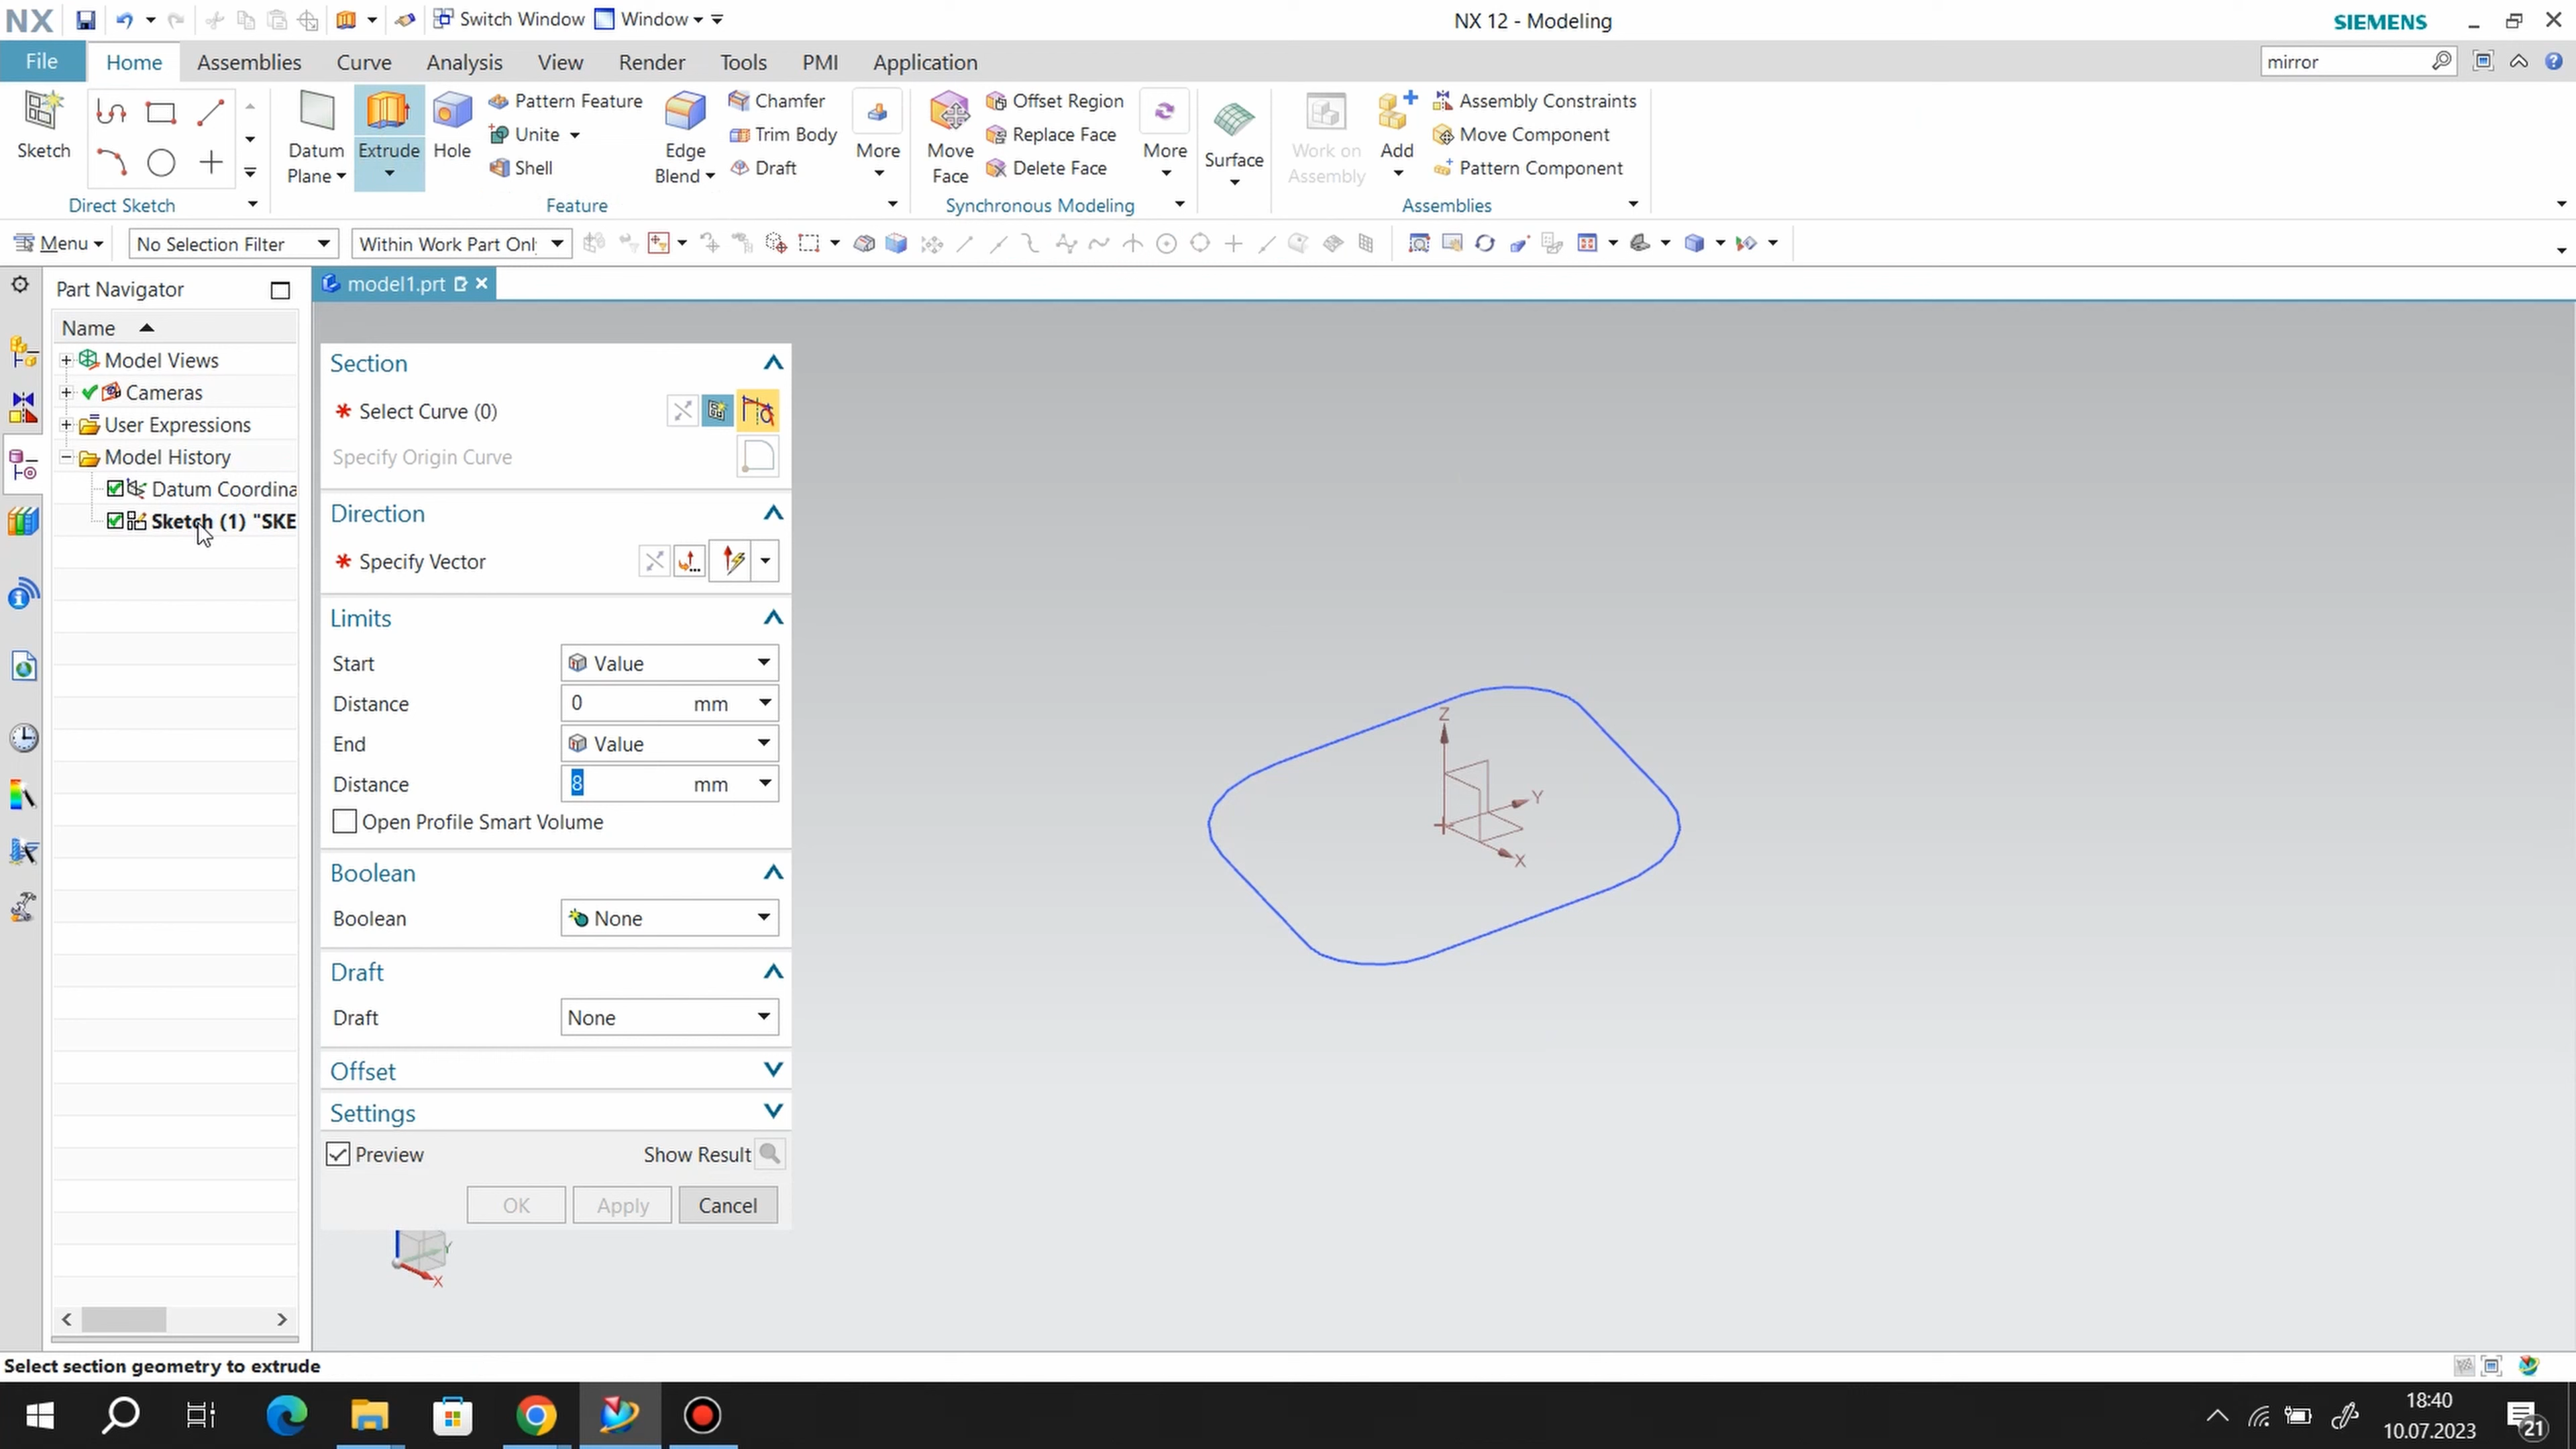 NX
Switch Window
Window
NX 12 - Modeling
SIEMENS
File
Home
Assemblies
Curve
Analysis
View
Render
Tools
PMI
Application
mirror
Sketch
Direct Sketch
Datum
Plane
Extrude
Hole
Pattern Feature
Unite
Shell
Edge
Blend
Chamfer
Trim Body
Draft
More
Feature
Move
Face
Offset Region
Replace Face
Delete Face
More
Synchronous Modeling
Surface
Work on
Assembly
Add
Assembly Constraints
Move Component
Pattern Component
Assemblies
Menu
No Selection Filter
Within Work Part Onl
Part Navigator
Name
Model Views
Cameras
User Expressions
Model History
Datum Coordina
Sketch (1) "SKE
model1.prt
Section
* Select Curve (0)
Specify Origin Curve
Direction
* Specify Vector
Limits
Start
Value
Distance
0 mm
End
Value
Distance
8 mm
Open Profile Smart Volume
Boolean
Boolean
None
Draft
Draft
None
Offset
Settings
Preview
Show Result
OK
Apply
Cancel
Z
Y
X
Y
X
Select section geometry to extrude
18:40
10.07.2023
21